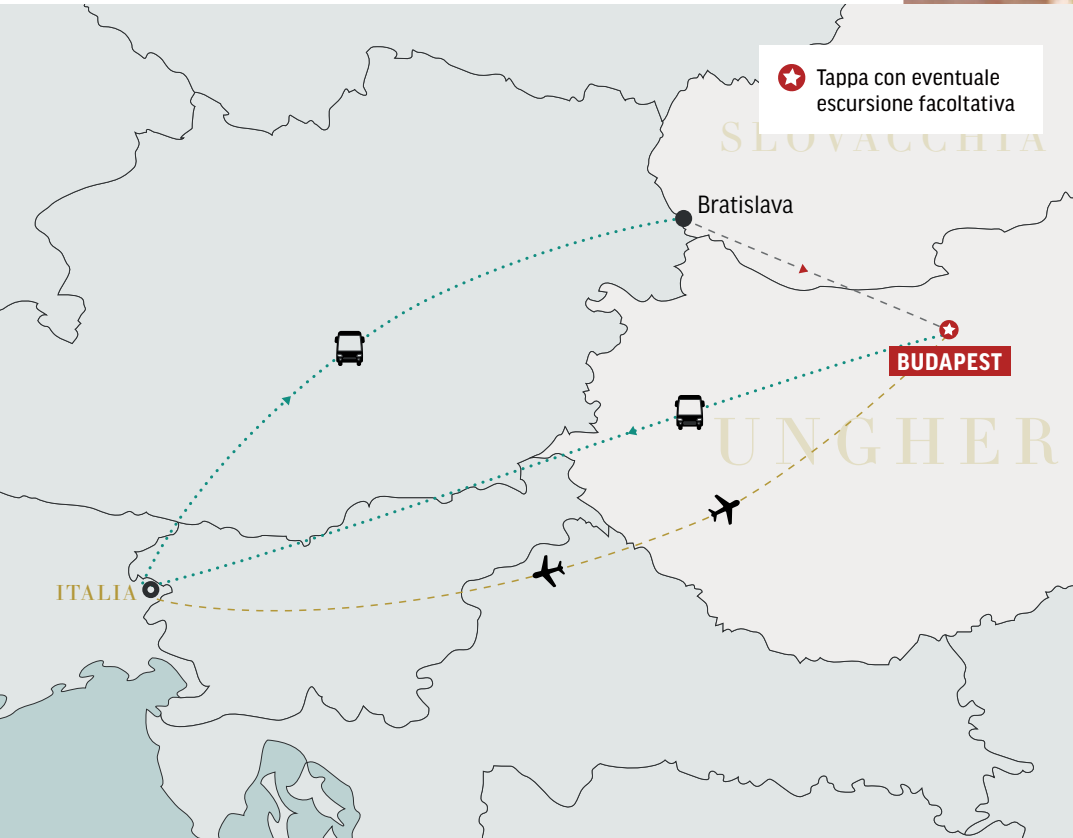 Tappa con eventuale
escursione facoltativa
SLOVACCHIA
Bratislava
BUDAPEST
UNGHER
ITALIA